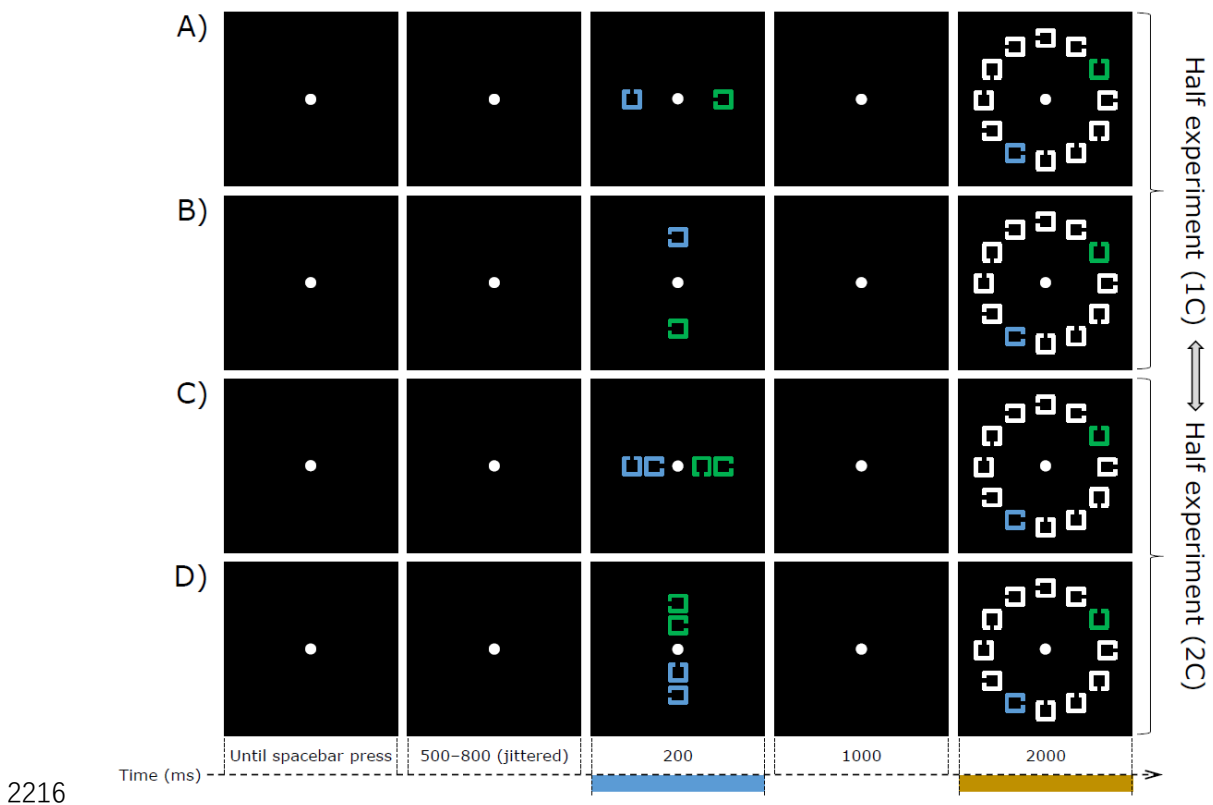 A)
B)
C)
D)
Half experiment (1C)
Half experiment (2C)
Until spacebar press
500–800 (jittered)
200
1000
2000
Time (ms)
2216